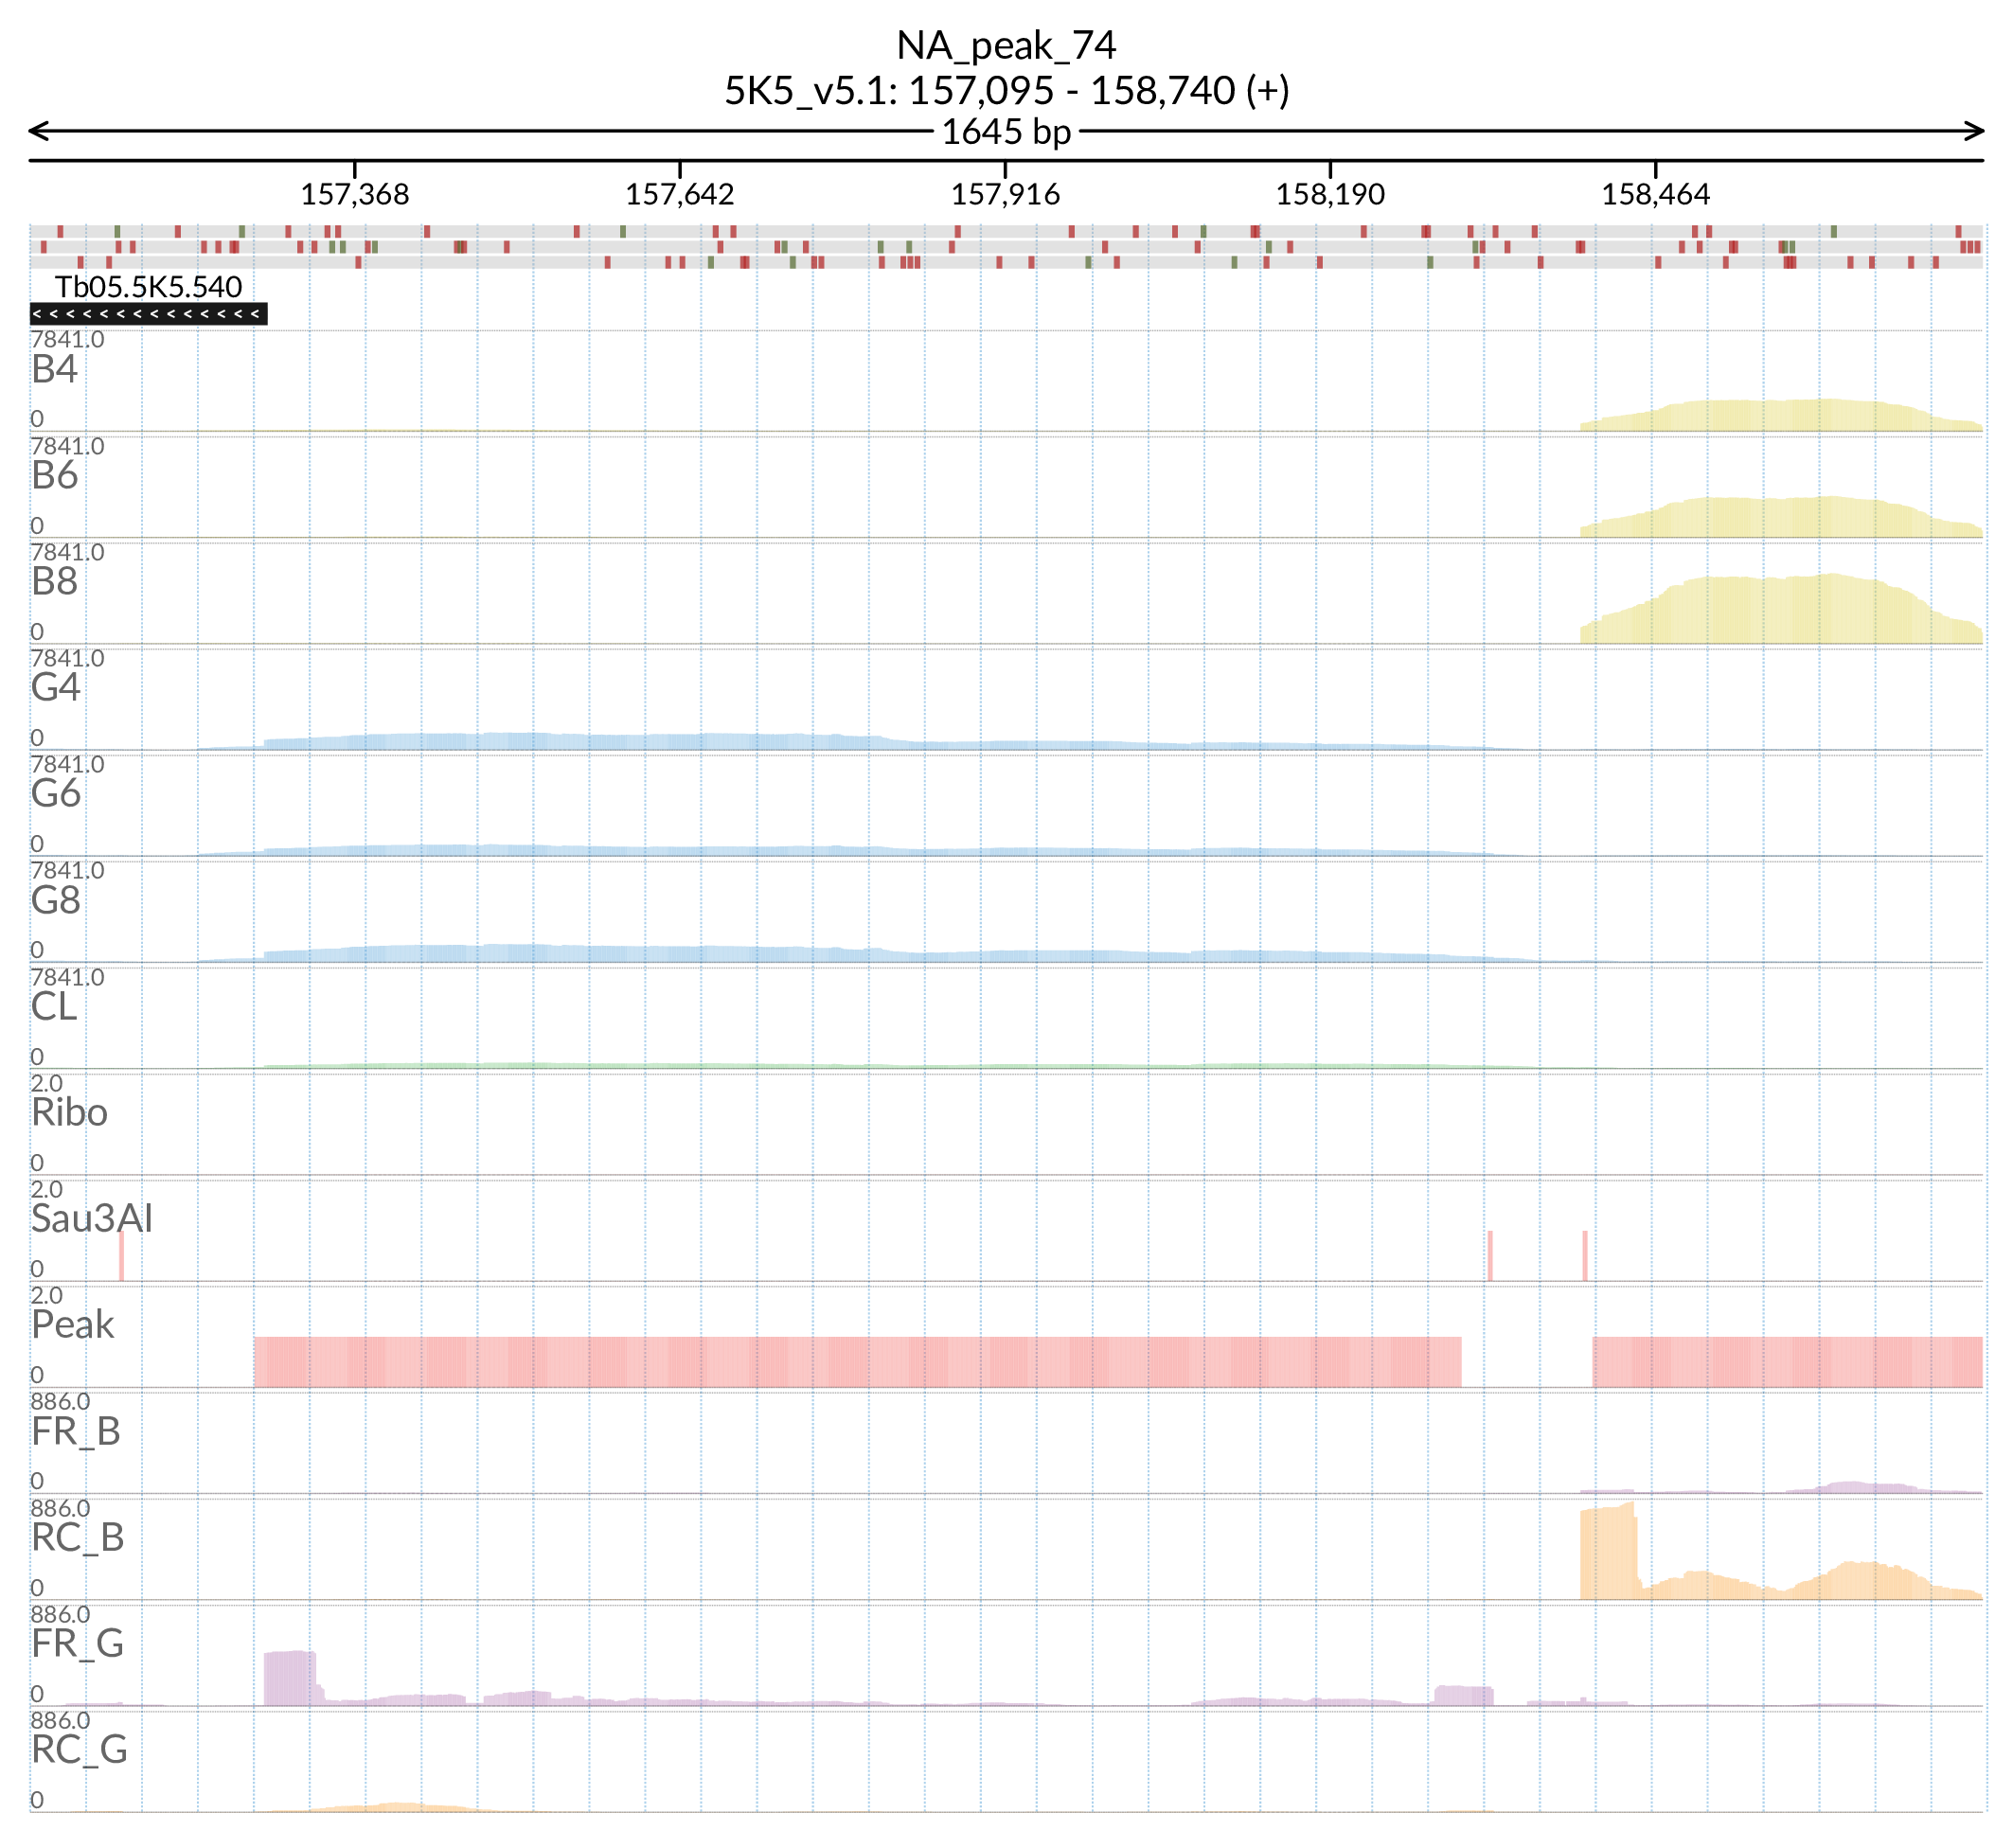 NA_peak_74
5K5_v5.1: 157,095 - 158,740 (+)
1645 bp
157,368 157,642 157,916 158,190 158,464
Tb05.5K5.540
7841.0
B4
0
7841.0
B6
0
7841.0
B8
0
7841.0
G4
0
7841.0
G6
0
7841.0
G8
0
7841.0
CL
0
2.0
Ribo
0
2.0
Sau3AI
0
2.0
Peak
0
886.0
FR_B
0
886.0
RC_B
0
886.0
FR_G
0
886.0
RC_G
0